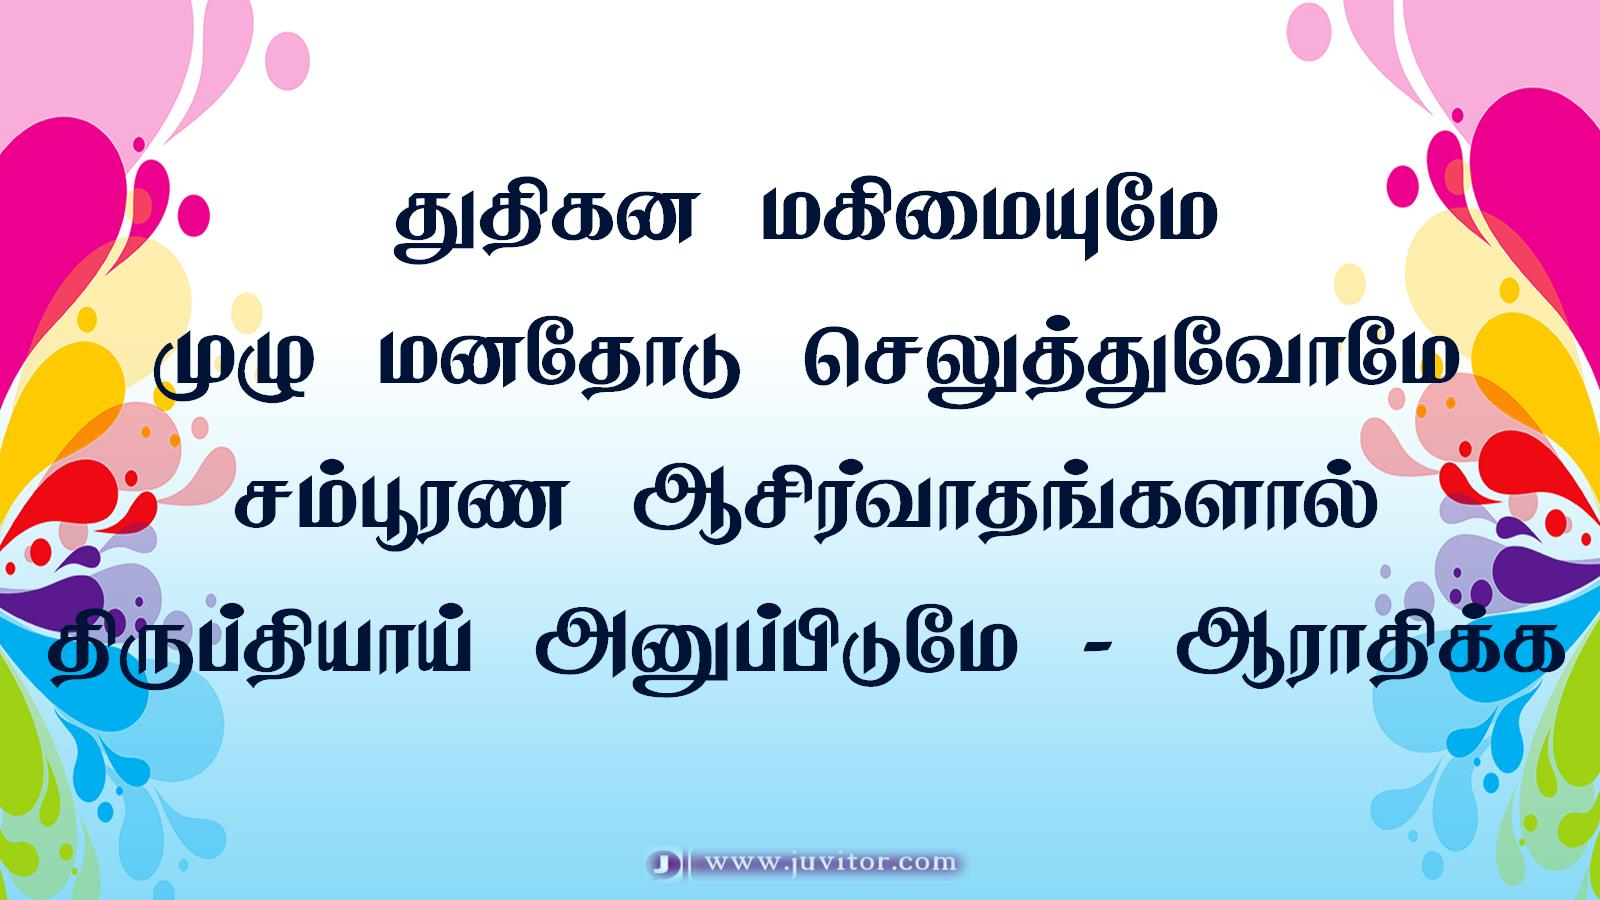 துதிகன மகிமையுமே
முழு மனதோடு செலுத்துவோமே
சம்பூரண ஆசிர்வாதங்களால்
திருப்தியாய் அனுப்பிடுமே - ஆராதிக்க
J www.juvitor.com